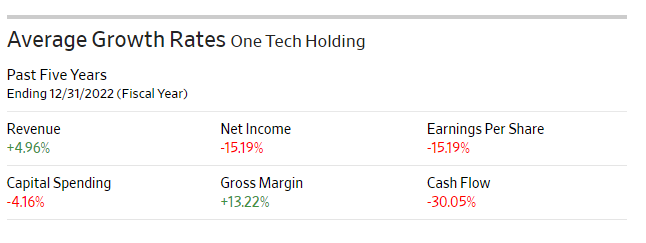 Average Growth Rates One Tech Holding
Past Five Years
Ending 12/31/2022 (Fiscal Year)
Revenue Net Income Earnings Per Share
+4.96% -15.19% -15.19%
Capital Spending Gross Margin Cash Flow
-4.16% +13.22% -30.05%